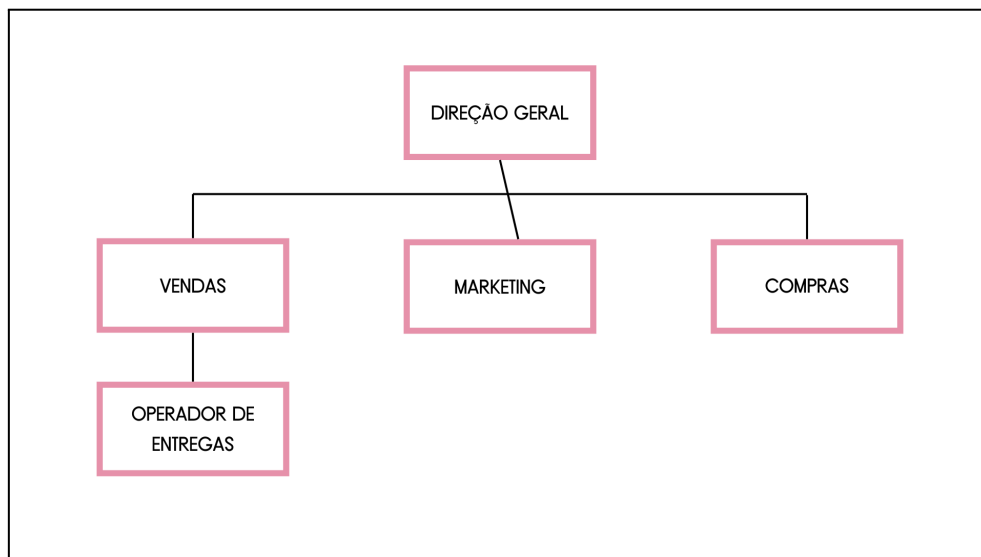 DIREÇÃO GERAL
VENDAS
MARKETING
COMPRAS
OPERADOR DE
ENTREGAS